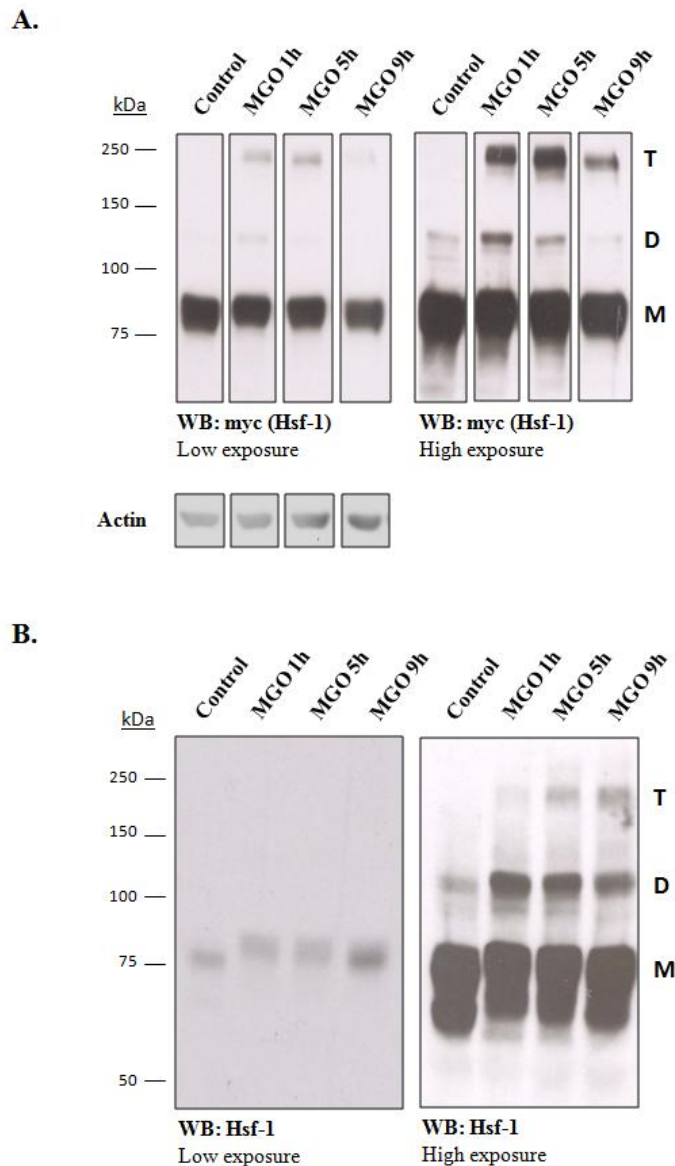 A.
kDa
Control MGO 1h MGO 5h MGO 9h
Control MGO 1h MGO 5h MGO 9h
250
150
100
75
T
D
M
WB: myc (Hsf-1)
Low exposure
WB: myc (Hsf-1)
High exposure
Actin
B.
kDa
Control MGO 1h MGO 5h MGO 9h
Control MGO 1h MGO 5h MGO 9h
250
150
100
75
50
T
D
M
WB: Hsf-1
Low exposure
WB: Hsf-1
High exposure